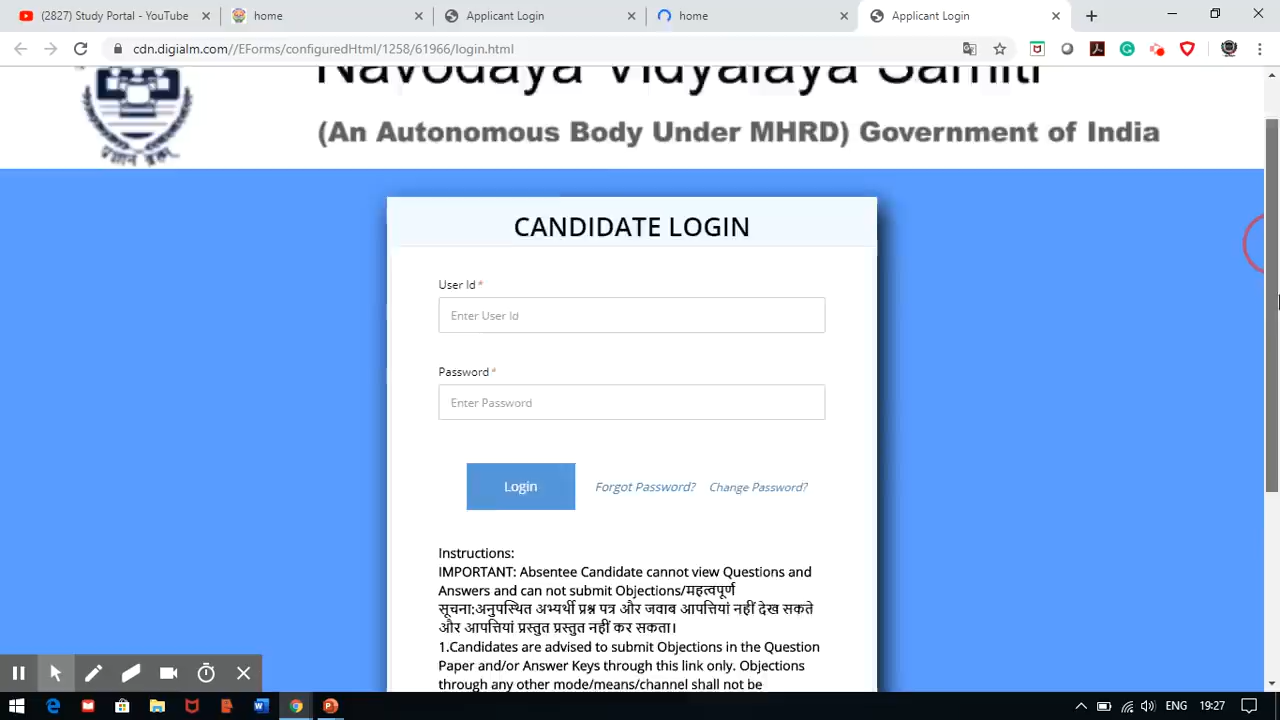 (2827) Study Portal - YouTube
home
Applicant Login
home
Applicant Login
cdn.digialm.com//EForms/configuredHtml/1258/61966/login.html
Navodaya Vidyalaya Samiti
(An Autonomous Body Under MHRD) Government of India
CANDIDATE LOGIN
User Id*
Enter User Id
Password*
Enter Password
Login
Forgot Password?
Change Password?
Instructions:
IMPORTANT: Absentee Candidate cannot view Questions and
Answers and can not submit Objections/महत्वपूर्ण
सूचना:अनुपस्थित अभ्यर्थी प्रश्न पत्र और जवाब आपत्तियां नहीं देख सकते
और आपत्तियां प्रस्तुत प्रस्तुत नहीं कर सकता।
1.Candidates are advised to submit Objections in the Question
Paper and/or Answer Keys through this link only. Objections
through any other mode/means/channel shall not be
ENG
19:27